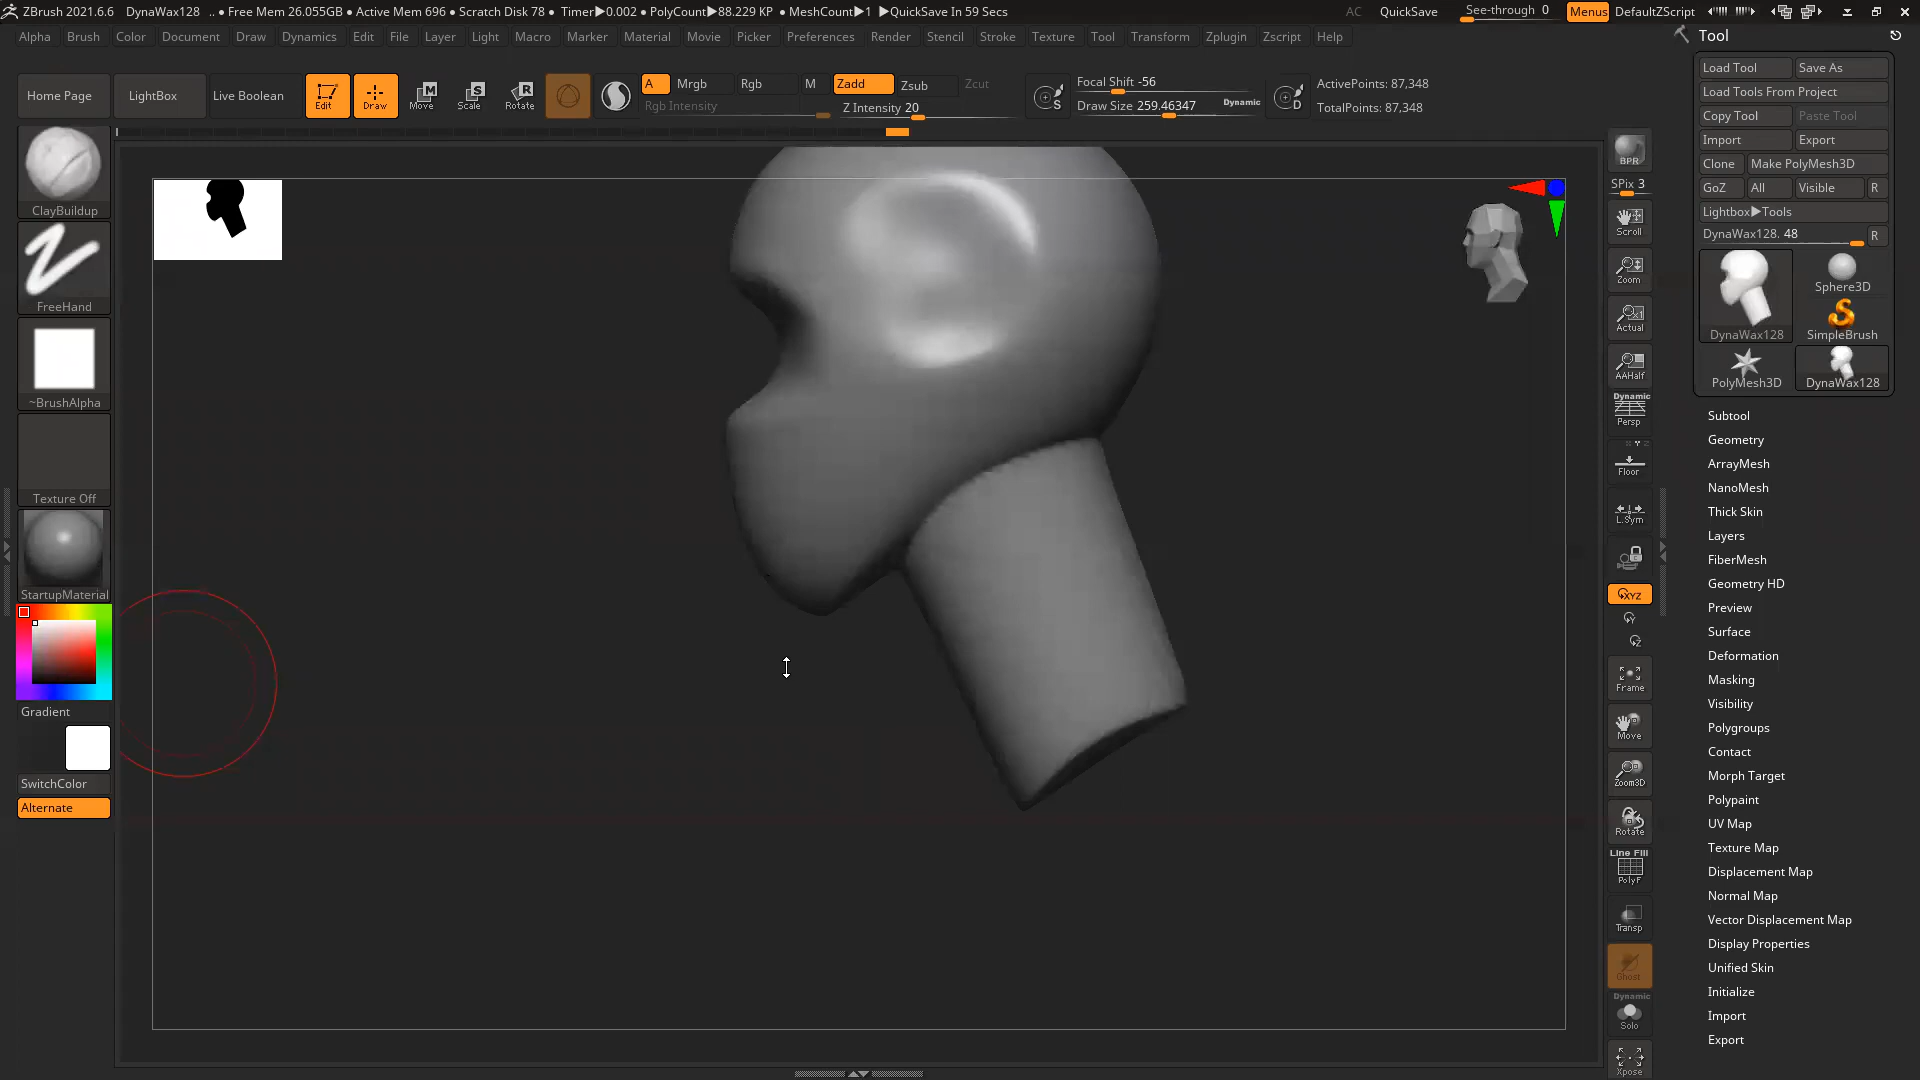 ZBrush 2021.6.6 DynaWax128 .. ● Free Mem 26.055GB ● Active Mem 696 ● Scratch Disk 78 ● Timer▶0.002 ● PolyCount▶88.229 KP ● MeshCount▶1 ▶QuickSave In 59 Secs AC QuickSave See-through 0 Menus DefaultZScript
Alpha Brush Color Document Draw Dynamics Edit File Layer Light Macro Marker Material Movie Picker Preferences Render Stencil Stroke Texture Tool Transform Zplugin Zscript Help
Tool
Home Page LightBox Live Boolean Edit Draw Move Scale Rotate
A Mrgb Rgb M Zadd Zsub Zcut
Rgb Intensity Z Intensity 20
S Focal Shift -56
Draw Size 259.46347 Dynamic D
ActivePoints: 87,348
TotalPoints: 87,348
ClayBuildup
FreeHand
~BrushAlpha
Texture Off
StartupMaterial
Gradient
SwitchColor
Alternate
BPR
SPix 3
Scroll
Zoom
Actual
AAHalf
Dynamic
Persp
Floor
L.Sym
XYZ
Y
Z
Frame
Move
Zoom3D
Rotate
Line Fill
PolyF
Transp
Ghost
Dynamic
Solo
Xpose
Load Tool Save As
Load Tools From Project
Copy Tool Paste Tool
Import Export
Clone Make PolyMesh3D
GoZ All Visible R
Lightbox▶Tools
DynaWax128. 48 R
DynaWax128 Sphere3D
SimpleBrush
PolyMesh3D DynaWax128
Subtool
Geometry
ArrayMesh
NanoMesh
Thick Skin
Layers
FiberMesh
Geometry HD
Preview
Surface
Deformation
Masking
Visibility
Polygroups
Contact
Morph Target
Polypaint
UV Map
Texture Map
Displacement Map
Normal Map
Vector Displacement Map
Display Properties
Unified Skin
Initialize
Import
Export